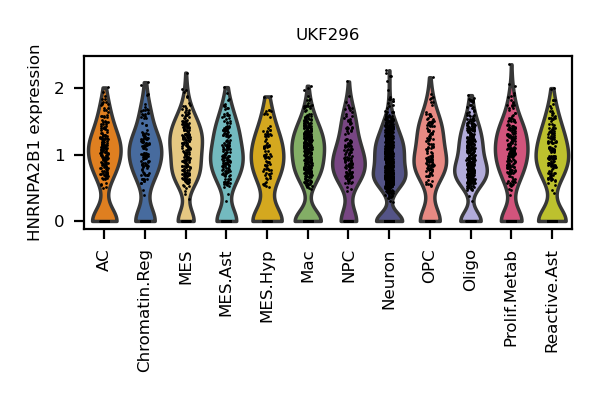 UKF296
HNRNPA2B1 expression
2
1
0
AC
Chromatin.Reg
MES
MES.Ast
MES.Hyp
Mac
NPC
Neuron
OPC
Oligo
Prolif.Metab
Reactive.Ast